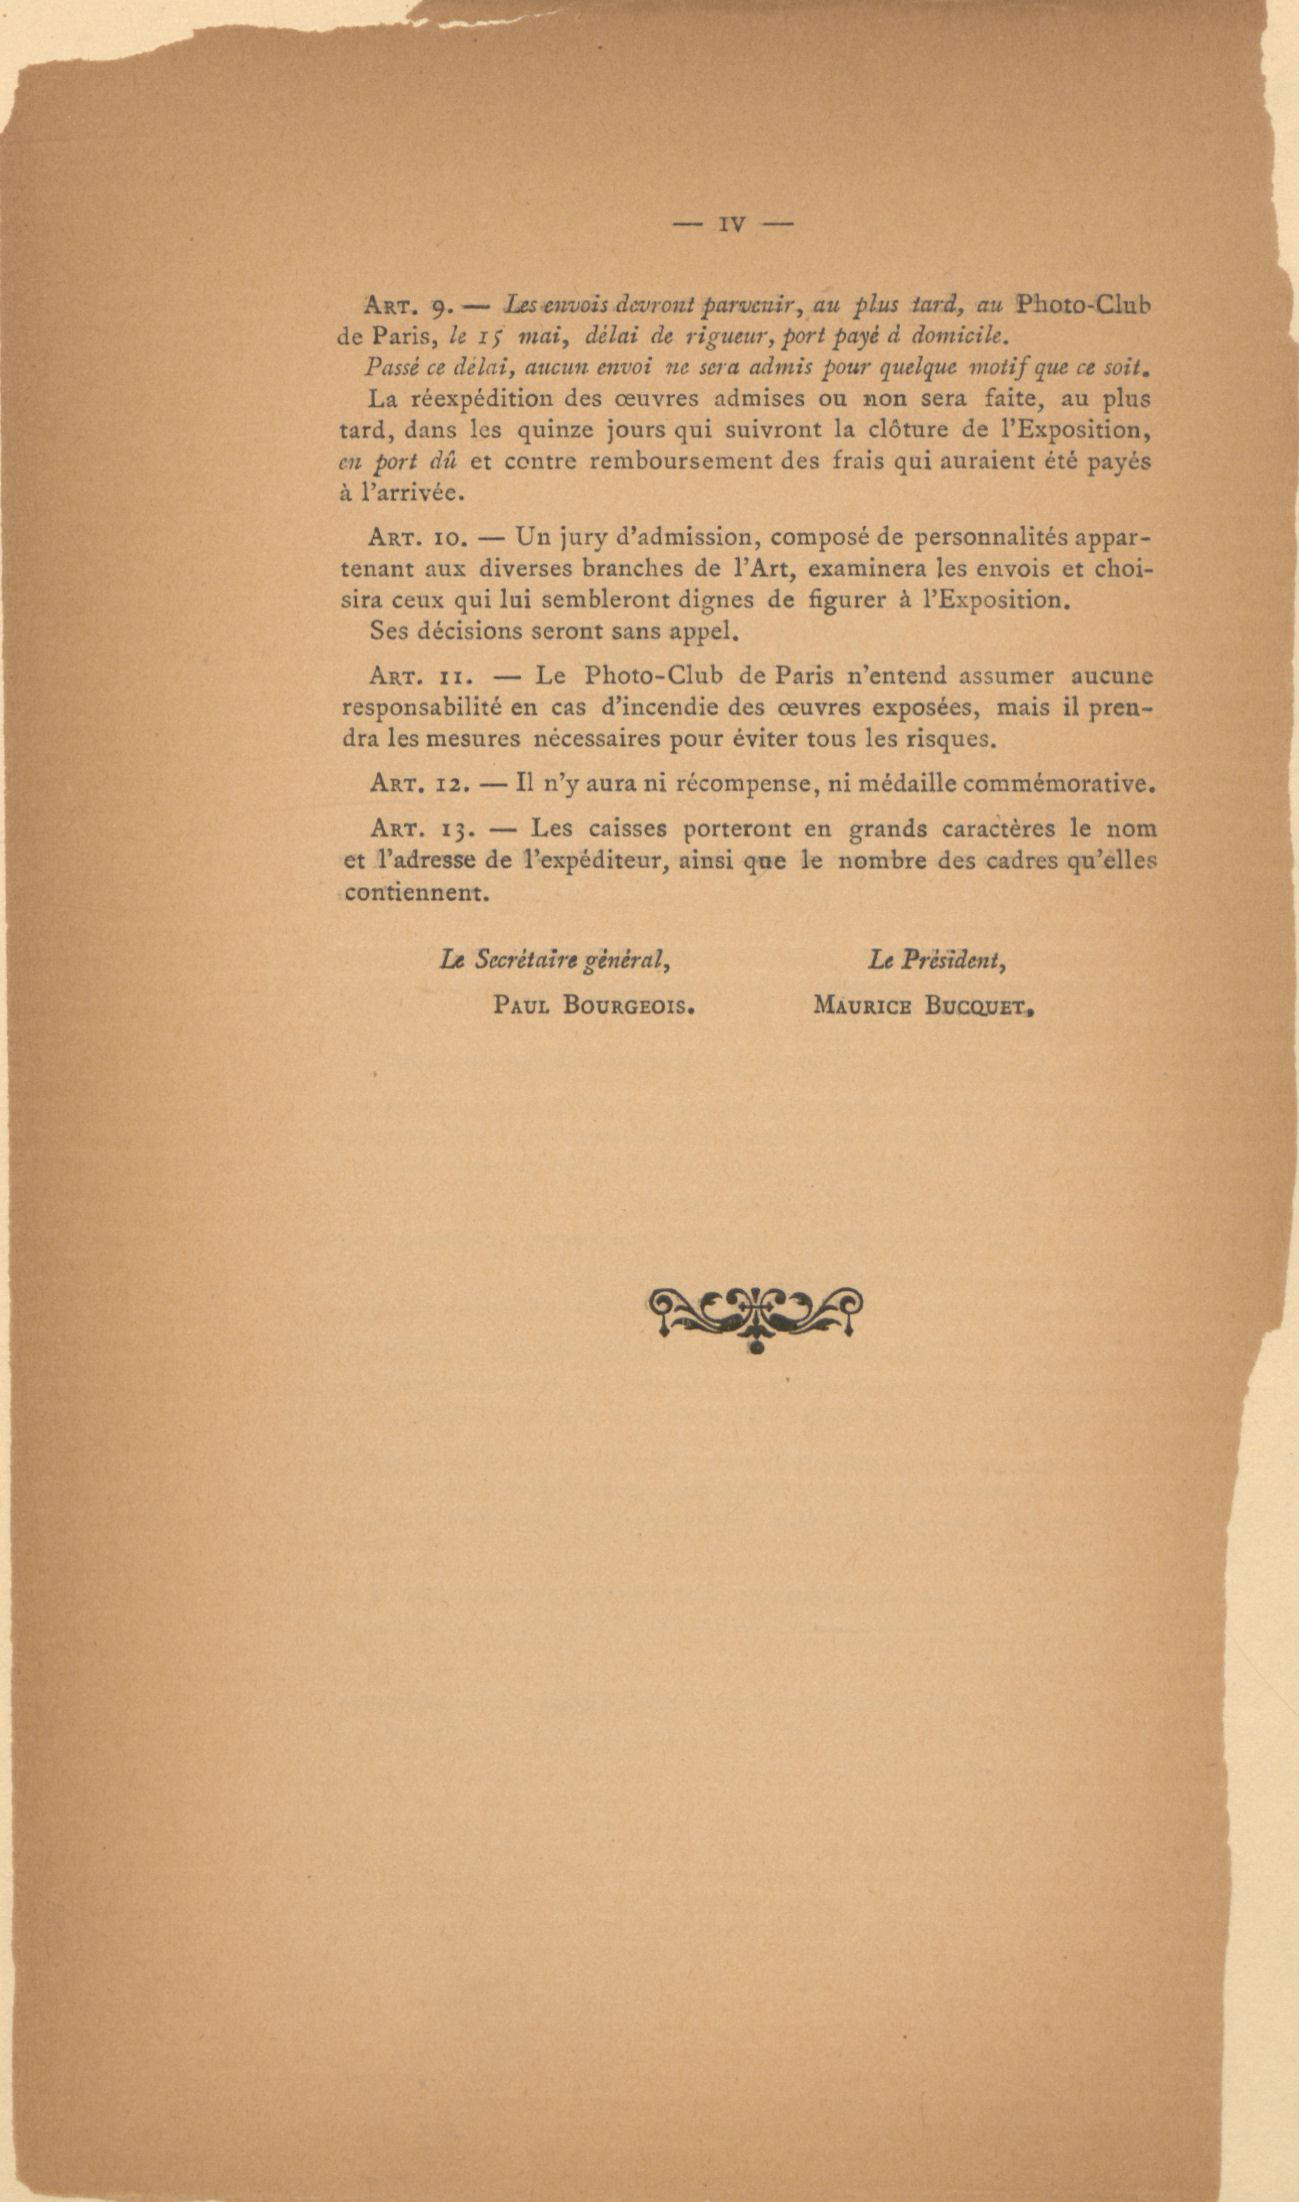 — IV —
ART. 9. — Les envois devront parvenir, au plus tard, au Photo-Club
de Paris, le 15 mai, délai de rigueur, port payé à domicile.
Passé ce délai, aucun envoi ne sera admis pour quelque motif que ce soit.
La réexpédition des œuvres admises ou non sera faite, au plus
tard, dans les quinze jours qui suivront la clôture de l'Exposition,
en port dû et contre remboursement des frais qui auraient été payés
à l'arrivée.
ART. 10. — Un jury d'admission, composé de personnalités appar-
tenant aux diverses branches de l'Art, examinera les envois et choi-
sira ceux qui lui sembleront dignes de figurer à l'Exposition.
Ses décisions seront sans appel.
ART. 11. — Le Photo-Club de Paris n'entend assumer aucune
responsabilité en cas d'incendie des œuvres exposées, mais il pren-
dra les mesures nécessaires pour éviter tous les risques.
ART. 12. — Il n'y aura ni récompense, ni médaille commémorative.
ART. 13. — Les caisses porteront en grands caractères le nom
et l'adresse de l'expéditeur, ainsi que le nombre des cadres qu'elles
contiennent.
Le Secrétaire général,
PAUL BOURGEOIS.
Le Président,
MAURICE BUCQUET.